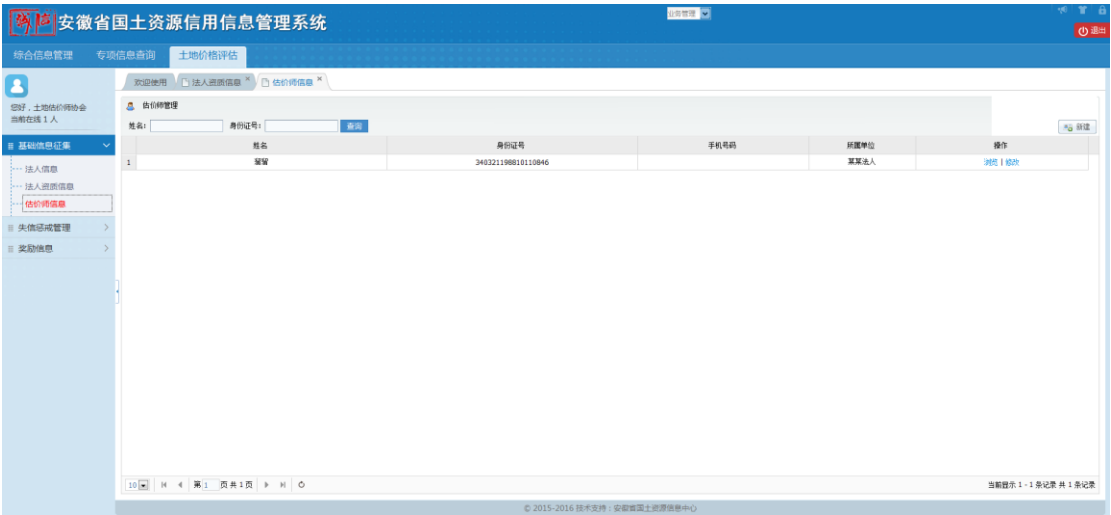 诚信 安徽省国土资源信用信息管理系统
业务管理
退出
综合信息管理 专项信息查询 土地价格评估
欢迎使用 法人资质信息 × 估价师信息 ×
您好，土地估价师协会
当前在线 1 人
估价师管理
姓名: 身份证号: 查询 新建
基础信息征集
姓名 身份证号 手机号码 所属单位 操作
1 340321198810110846 某某法人 浏览 | 修改
法人信息
法人资质信息
估价师信息
失信惩戒管理
奖励信息
10 第 1 页共 1 页 当前显示 1 - 1 条记录 共 1 条记录
© 2015-2016 技术支持：安徽省国土资源信息中心